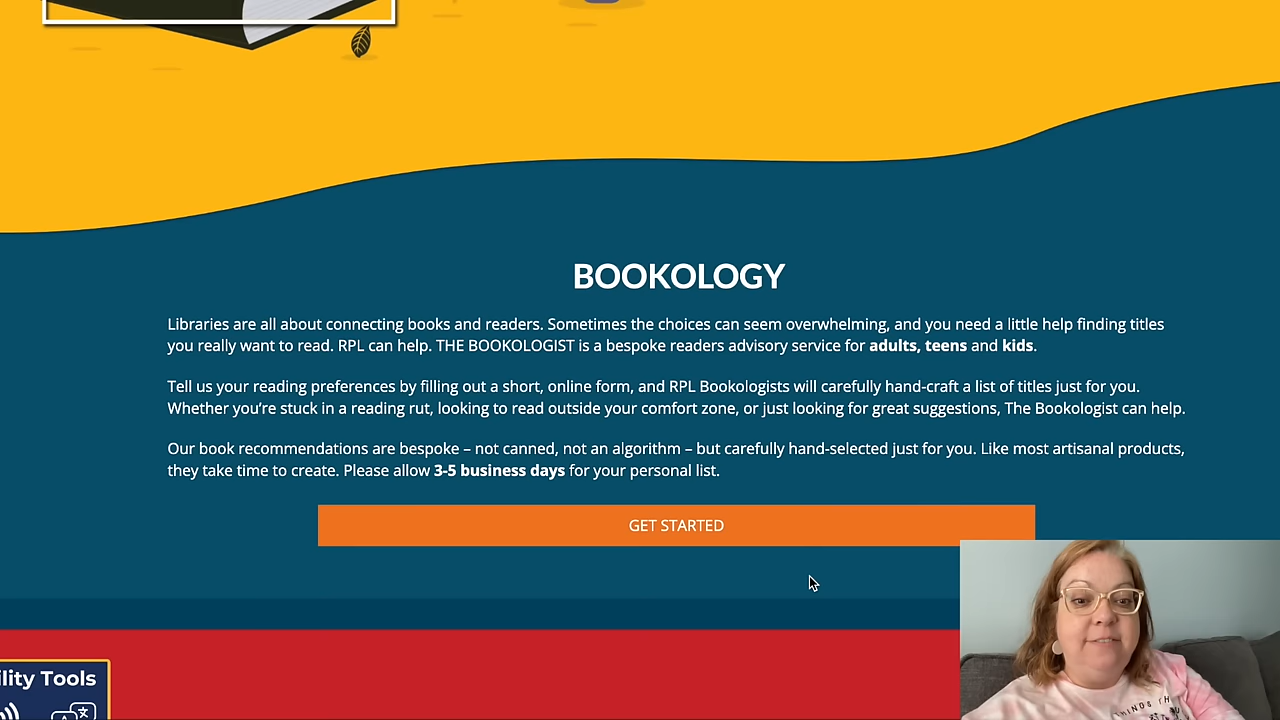 BOOKOLOGY
Libraries are all about connecting books and readers. Sometimes the choices can seem overwhelming, and you need a little help finding titles
you really want to read. RPL can help. THE BOOKOLOGIST is a bespoke readers advisory service for adults, teens and kids.
Tell us your reading preferences by filling out a short, online form, and RPL Bookologists will carefully hand-craft a list of titles just for you.
Whether you’re stuck in a reading rut, looking to read outside your comfort zone, or just looking for great suggestions, The Bookologist can help.
Our book recommendations are bespoke – not canned, not an algorithm – but carefully hand-selected just for you. Like most artisanal products,
they take time to create. Please allow 3-5 business days for your personal list.
GET STARTED
ility Tools